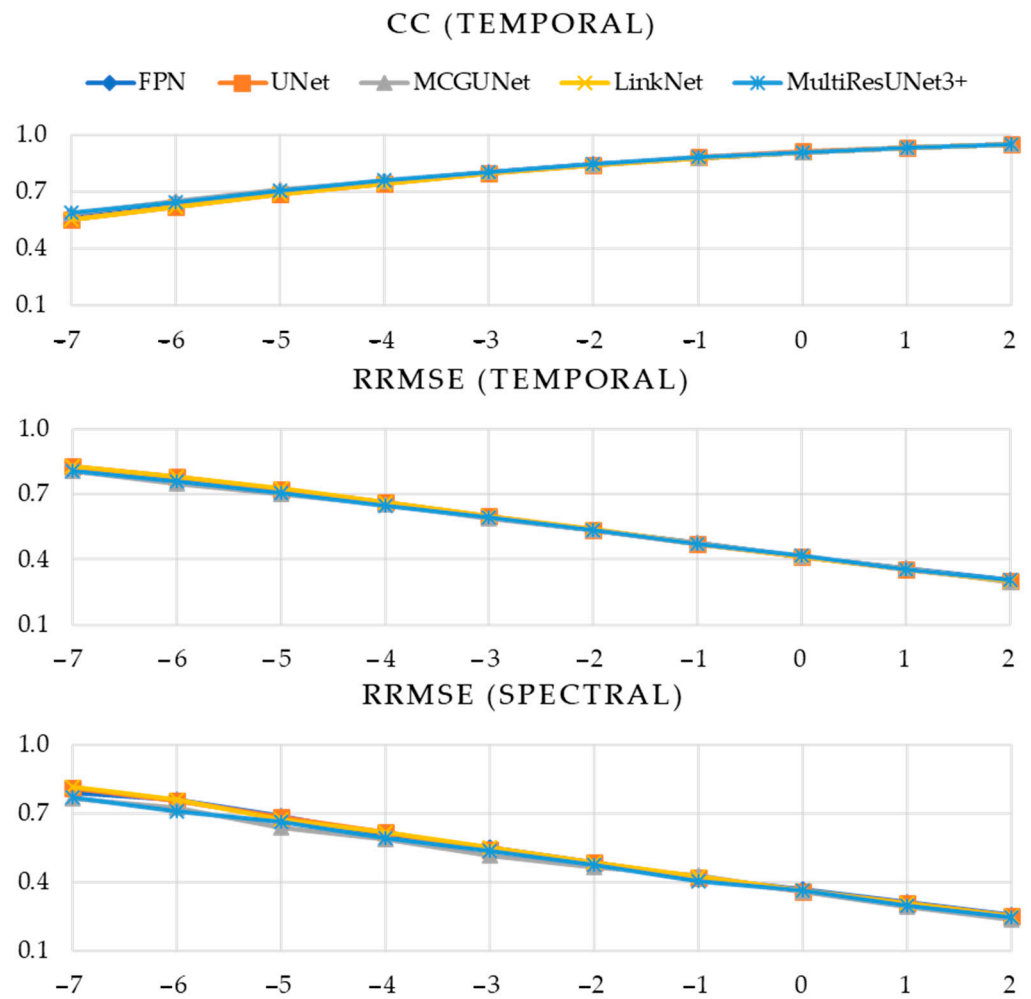 CC (TEMPORAL)
FPN UNet MCGUNet LinkNet MultiResUNet3+
1.0
0.7
0.4
0.1
−7 −6 −5 −4 −3 −2 −1 0 1 2
RRMSE (TEMPORAL)
1.0
0.7
0.4
0.1
−7 −6 −5 −4 −3 −2 −1 0 1 2
RRMSE (SPECTRAL)
1.0
0.7
0.4
0.1
−7 −6 −5 −4 −3 −2 −1 0 1 2